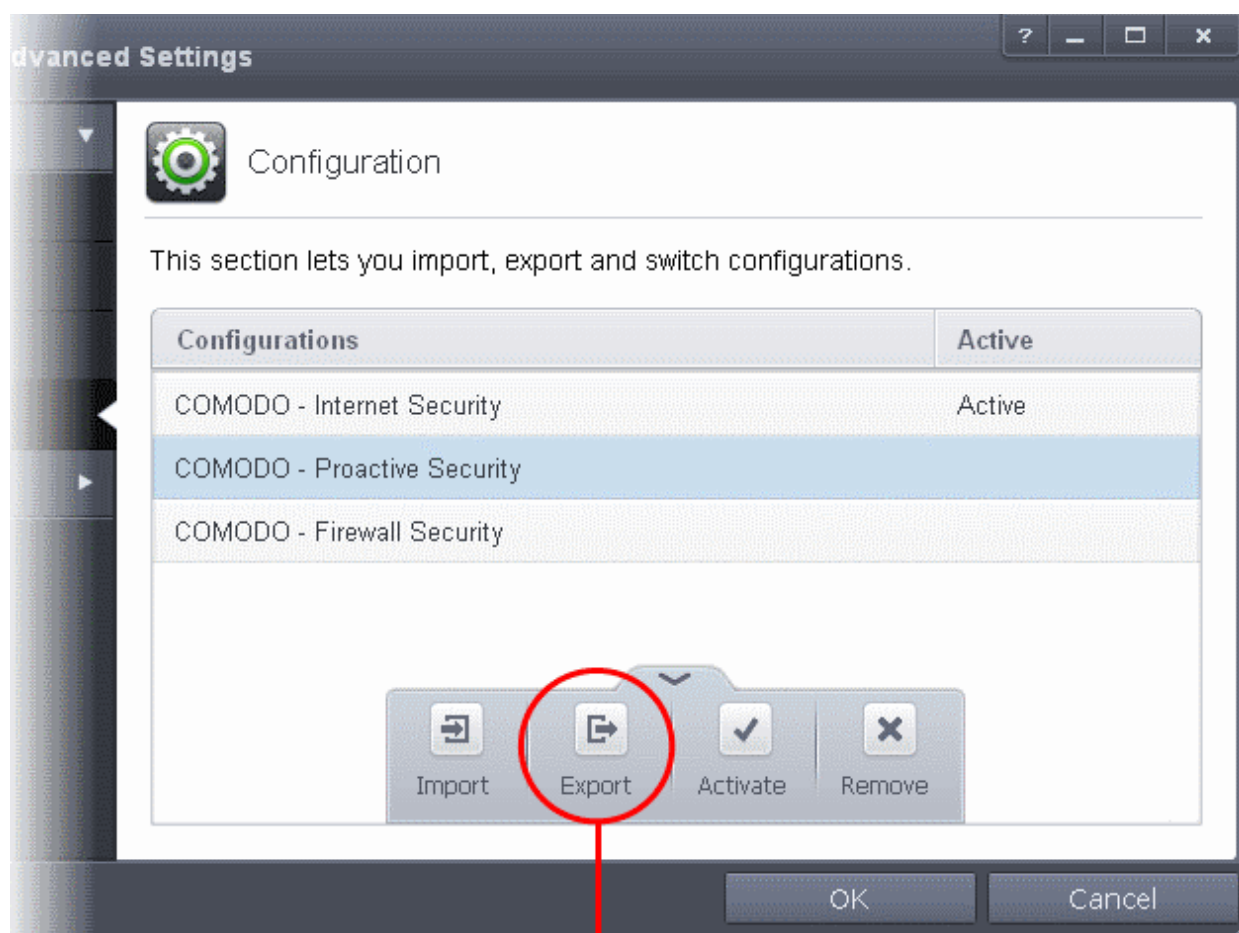 dvanced Settings
?
Configuration
This section lets you import, export and switch configurations.
Configurations Active
COMODO - Internet Security Active
COMODO - Proactive Security
COMODO - Firewall Security
Import Export Activate Remove
OK Cancel